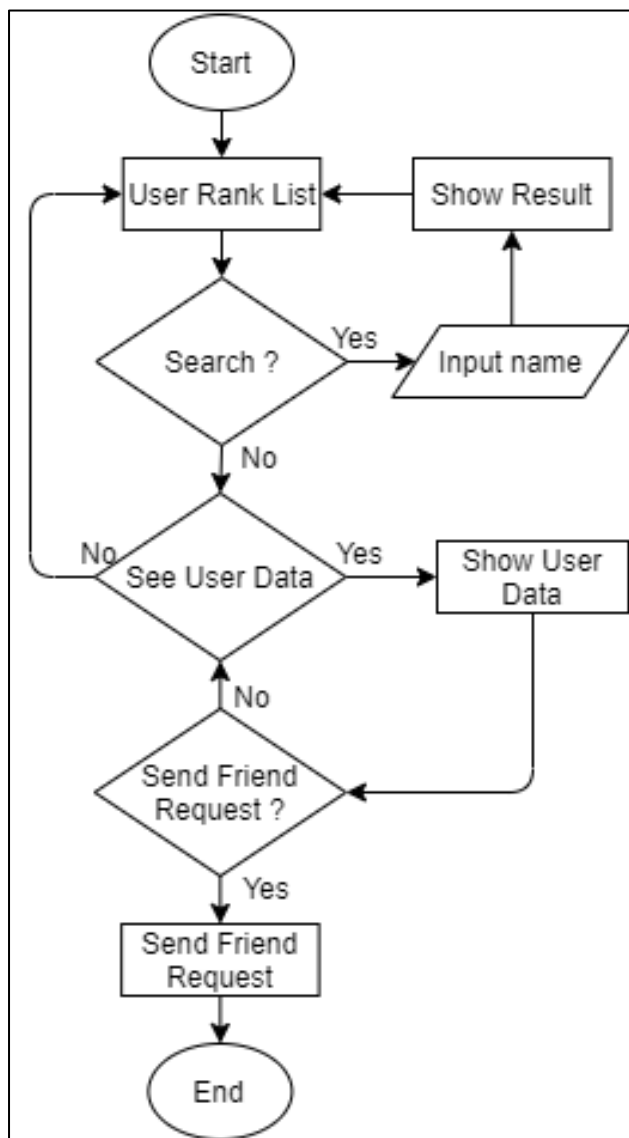 Start
User Rank List
Show Result
Search ?
Yes
Input name
No
See User Data
No
Yes
Show User
Data
No
Send Friend
Request ?
Yes
Send Friend
Request
End